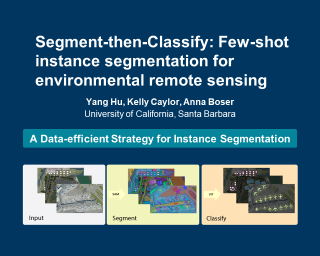 Segment-then-Classify: Few-shot
instance segmentation for
environmental remote sensing
Yang Hu, Kelly Caylor, Anna Boser
University of California, Santa Barbara
A Data-efficient Strategy for Instance Segmentation
Input
Segment
Classify